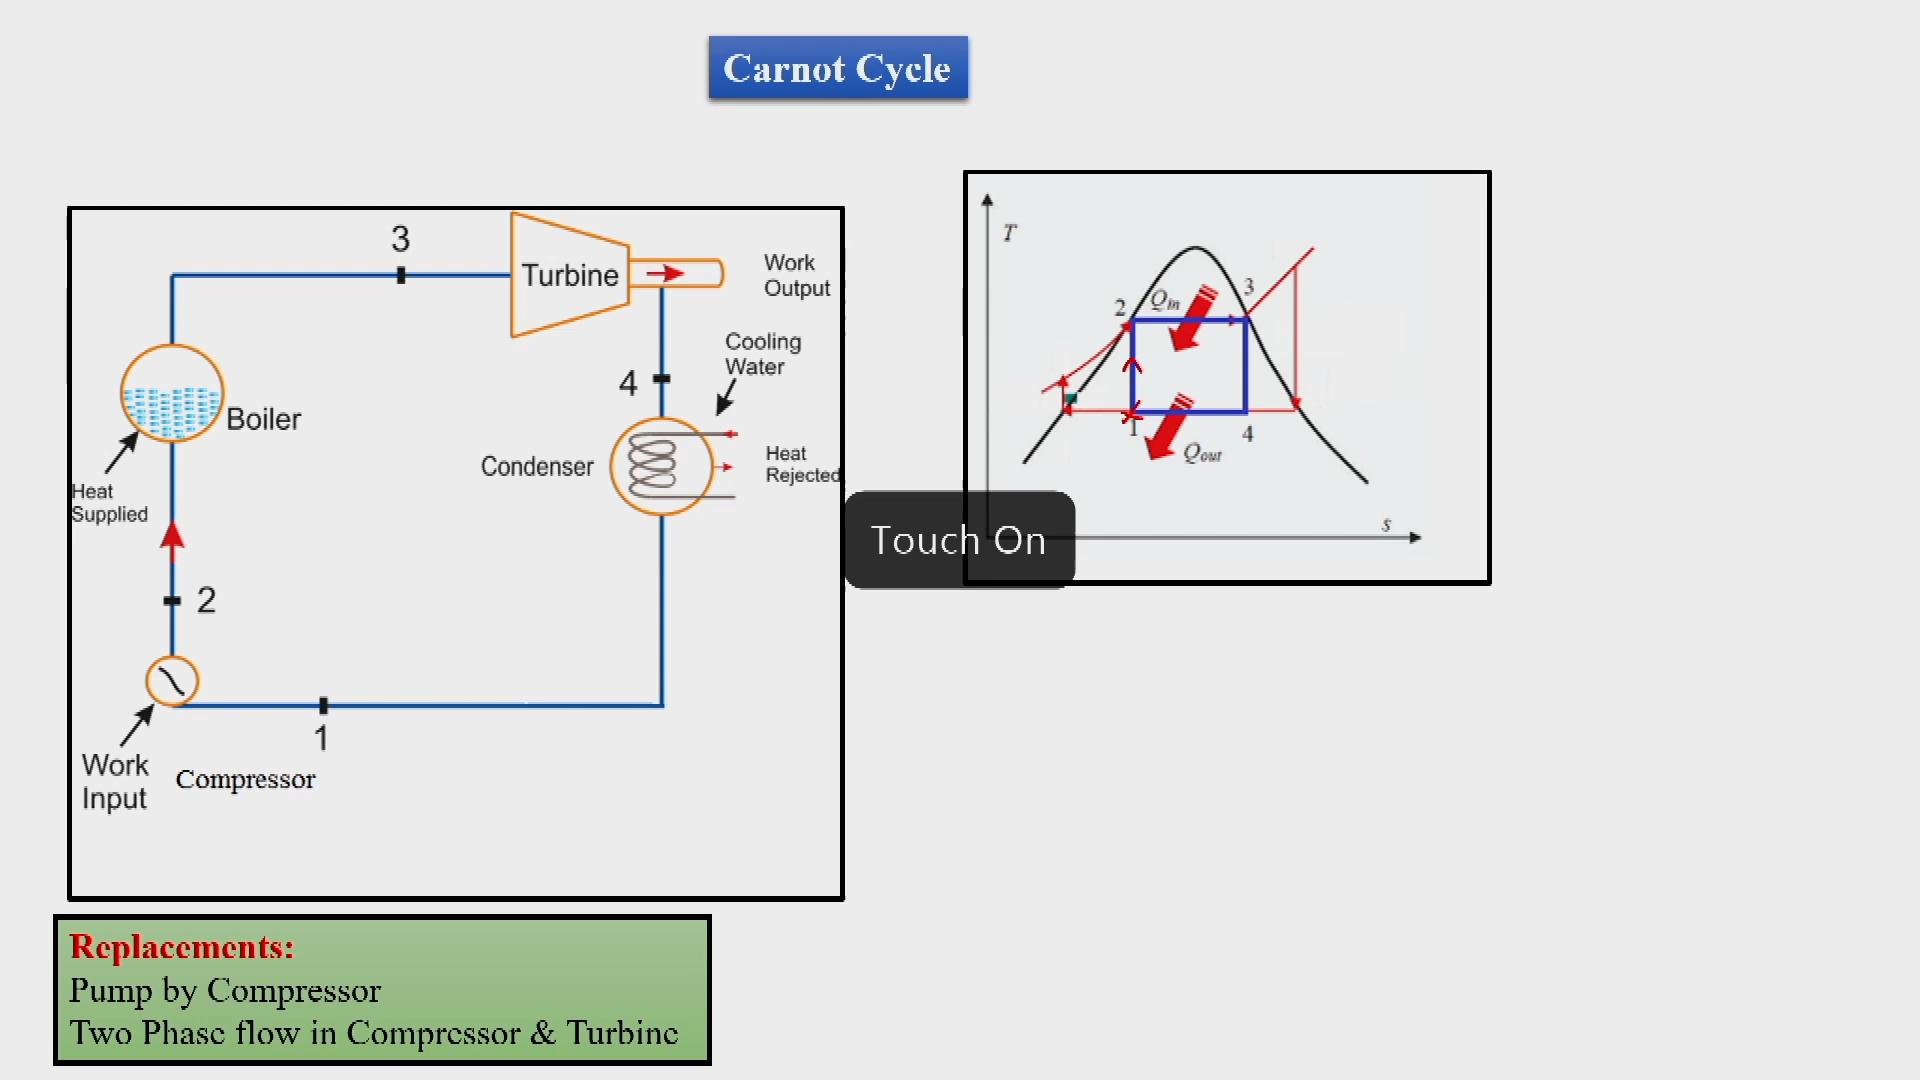 Carnot Cycle
3
Turbine
Work
Output
Cooling
Water
4
Boiler
Condenser
Heat
Rejected
Heat
Supplied
2
1
Work
Input
Compressor
T
2
Qin
3
1
4
Qout
s
Touch On
Replacements:
Pump by Compressor
Two Phase flow in Compressor & Turbine